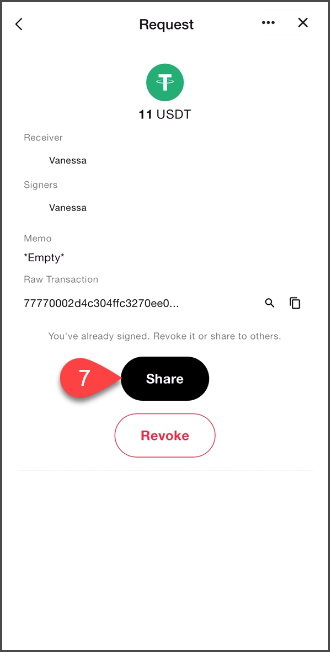 Request
11 USDT
Receiver
Vanessa
Signers
Vanessa
Memo
*Empty*
Raw Transaction
77770002d4c304ffc3270ee0...
You've already signed. Revoke it or share to others.
7
Share
Revoke